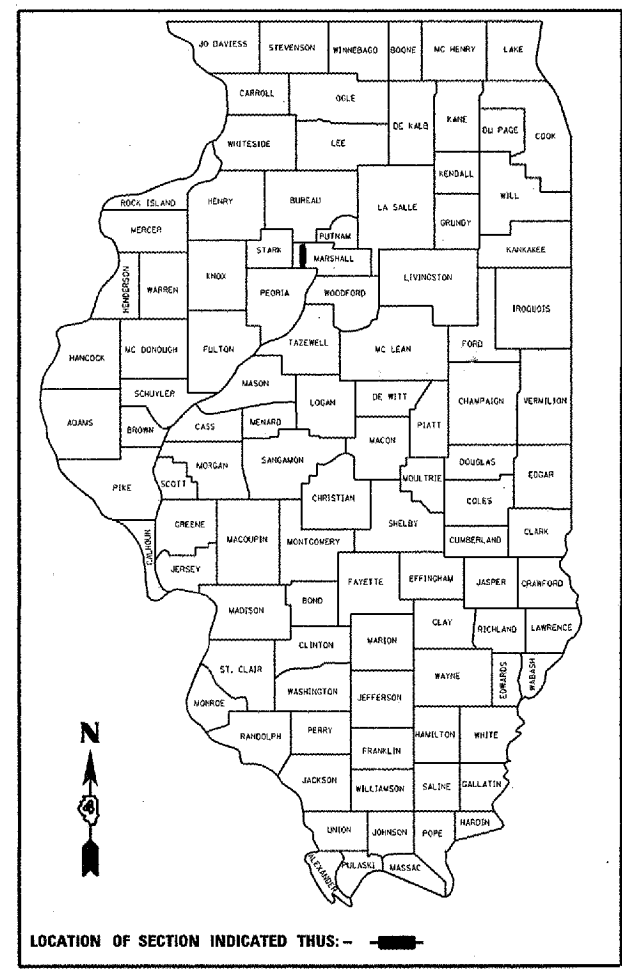 JO DAVIESS STEVENSON WINNEBAGO BOONE MC HENRY LAKE
CARROLL OGLE
DE KALB KANE DU PAGE COOK
WHITESIDE LEE
KENDALL
ROCK ISLAND HENRY BUREAU LA SALLE WILL
MERCER PUTNAM GRUNDY
STARK MARSHALL KANKAKEE
HENDERSON WARREN KNOX LIVINGSTON
PEORIA WOODFORD IROQUOIS
HANCOCK MC DONOUGH FULTON TAZEWELL MC LEAN FORD
MASON
SCHUYLER LOGAN DE WITT CHAMPAIGN VERMILION
ADAMS BROWN CASS MENARD PIATT
MACON
PIKE SCOTT MORGAN SANGAMON MOULTRIE DOUGLAS EDGAR
CHRISTIAN COLES
CALHOUN GREENE MACOUPIN MONTGOMERY SHELBY CUMBERLAND CLARK
JERSEY
FAYETTE EFFINGHAM JASPER CRAWFORD
MADISON BOND
CLINTON MARION CLAY RICHLAND LAWRENCE
ST. CLAIR WAYNE EDWARDS WABASH
MONROE WASHINGTON JEFFERSON
RANDOLPH PERRY HAMILTON WHITE
N
FRANKLIN
JACKSON WILLIAMSON SALINE GALLATIN
UNION JOHNSON POPE HARDIN
ALEXANDER PULASKI MASSAC
LOCATION OF SECTION INDICATED THUS:-